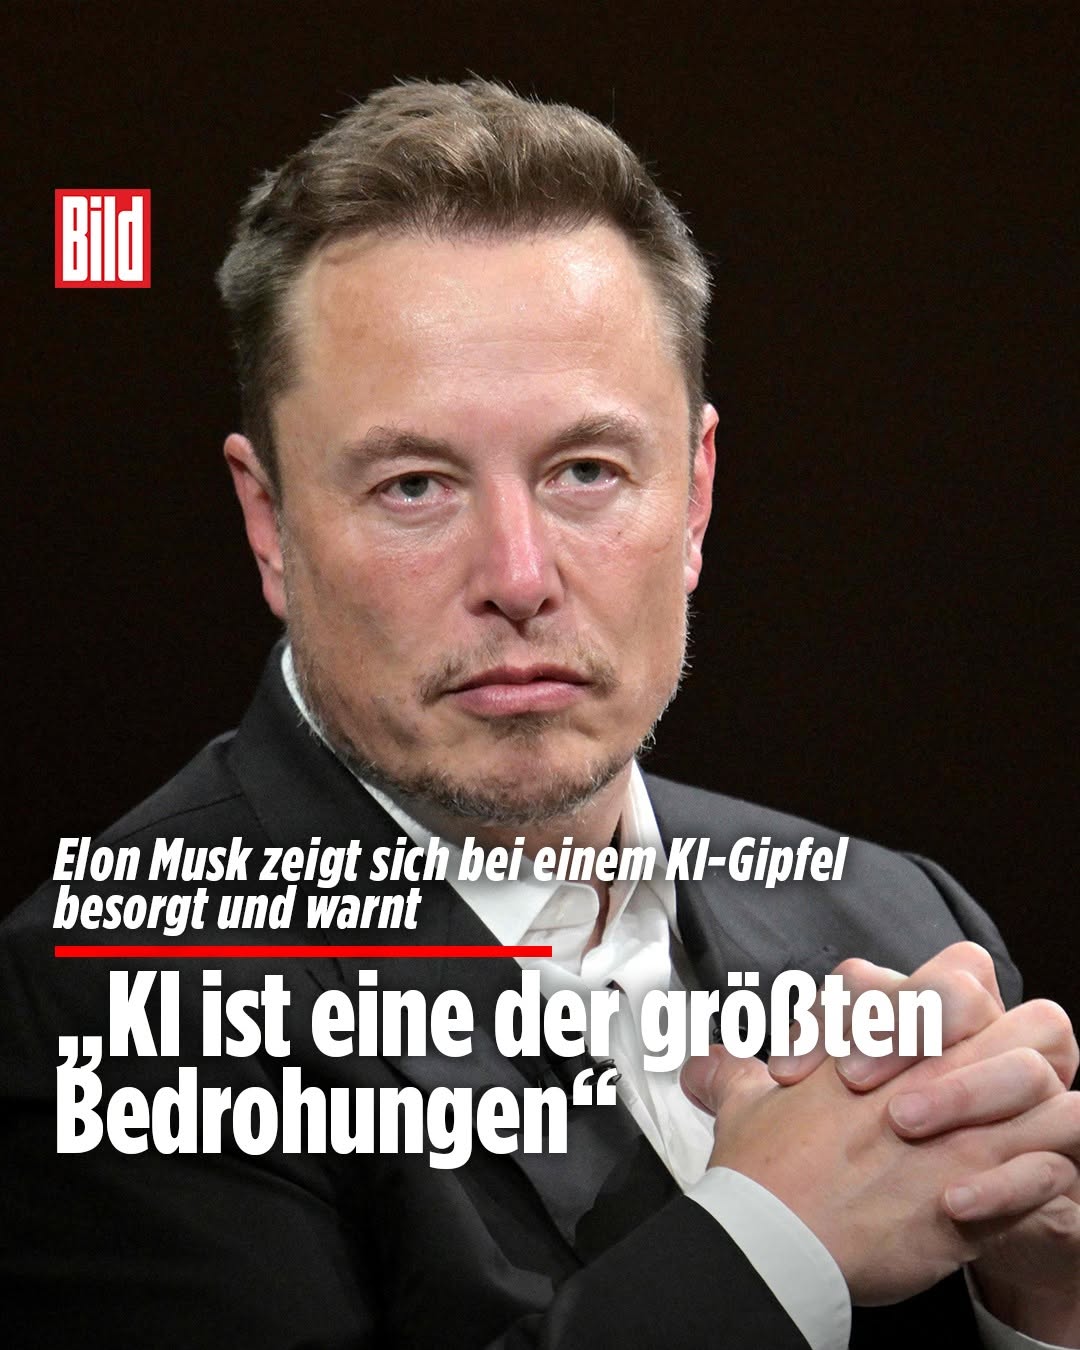 Bild
Elon Musk zeigt sich bei einem KI-Gipfel
besorgt und warnt
„KI ist eine der größten
Bedrohungen“